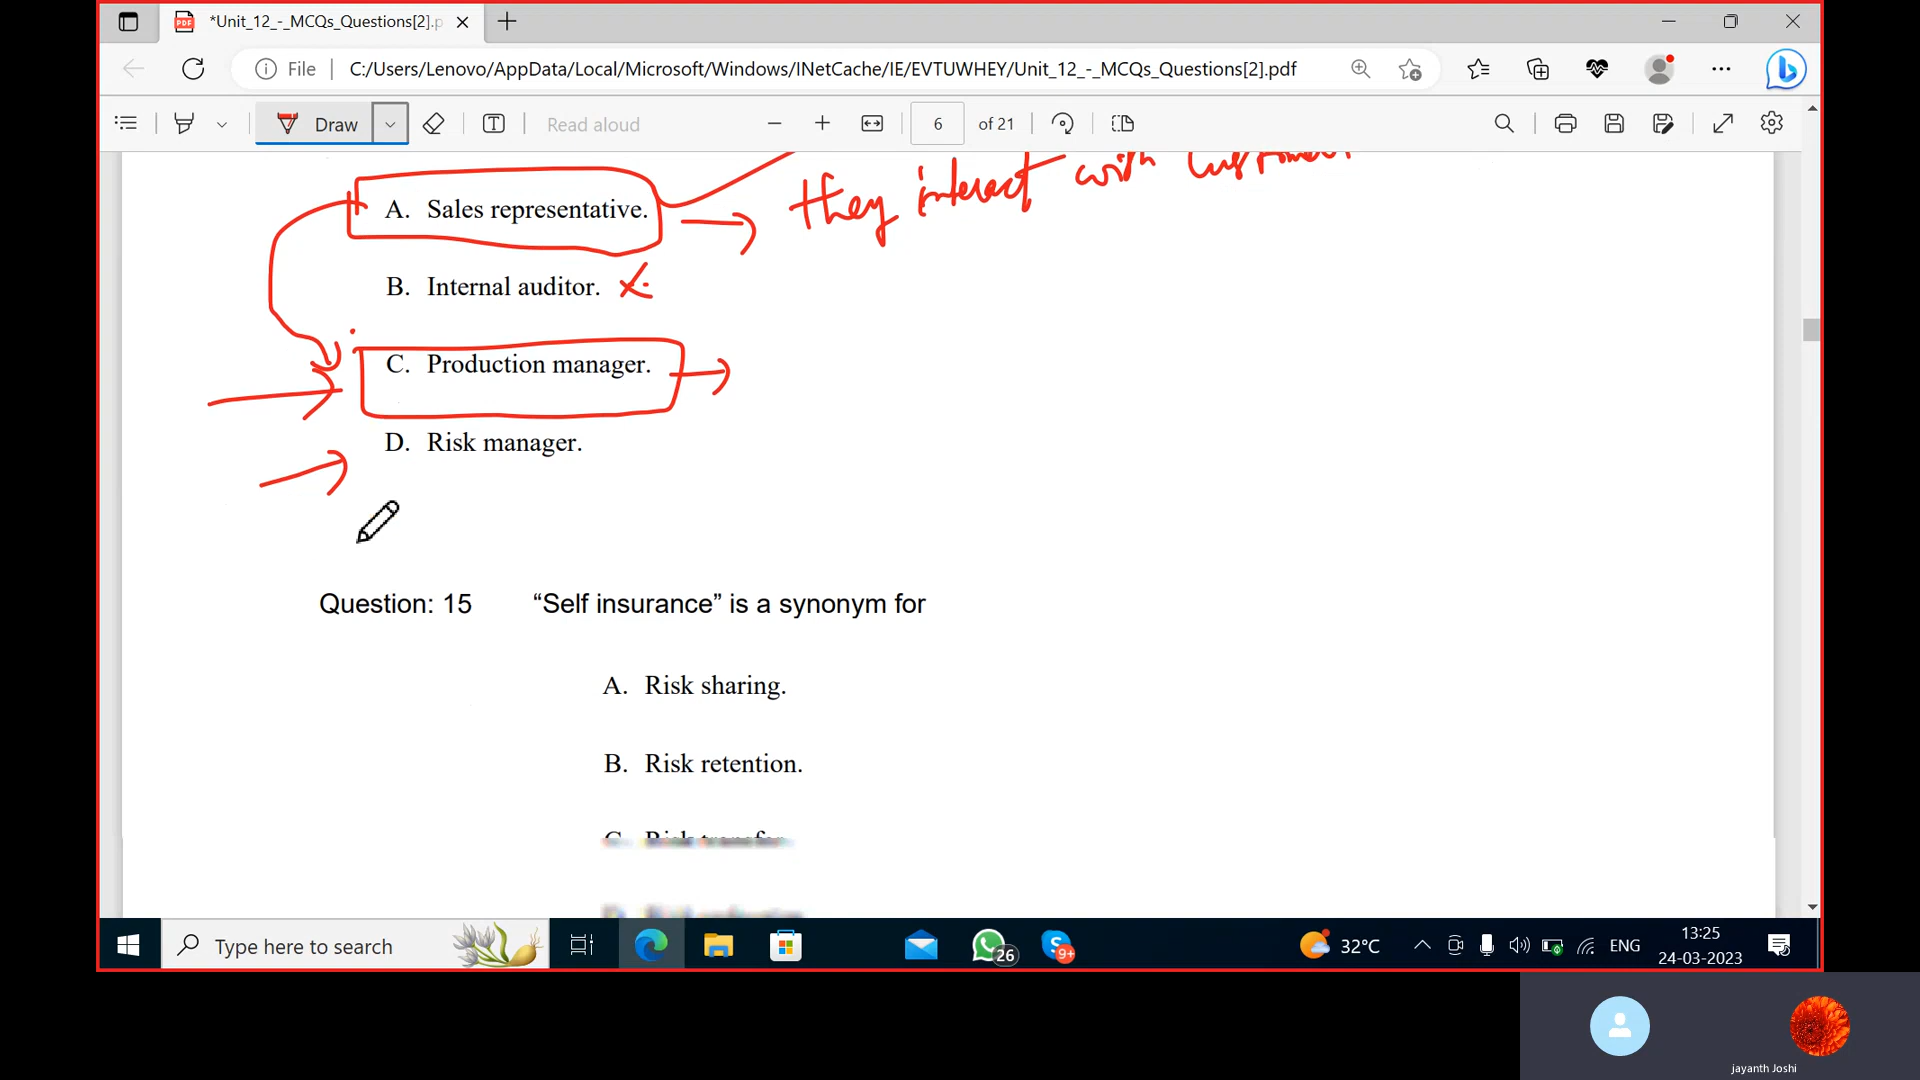 *Unit_12_-_MCQs_Questions[2].p
File
C:/Users/Lenovo/AppData/Local/Microsoft/Windows/INetCache/IE/EVTUWHEY/Unit_12_-_MCQs_Questions[2].pdf
Draw
Read aloud
6 of 21
they interact with customer
A. Sales representative.
B. Internal auditor.
C. Production manager.
D. Risk manager.
Question: 15 “Self insurance” is a synonym for
A. Risk sharing.
B. Risk retention.
C. Risk transfer.
Type here to search
26
9+
32°C
ENG
13:25
24-03-2023
jayanth Joshi